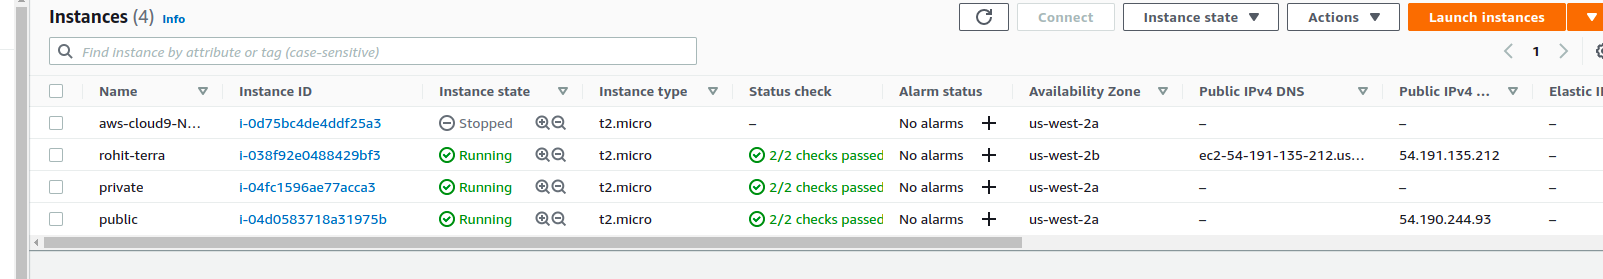 Instances (4) Info Connect Instance state Actions Launch instances
Find instance by attribute or tag (case-sensitive) 1
Name Instance ID Instance state Instance type Status check Alarm status Availability Zone Public IPv4 DNS Public IPv4 ... Elastic
aws-cloud9-N... i-0d75bc4de4ddf25a3 Stopped t2.micro – No alarms + us-west-2a – – –
rohit-terra i-038f92e0488429bf3 Running t2.micro 2/2 checks passed No alarms + us-west-2b ec2-54-191-135-212.us... 54.191.135.212 –
private i-04fc1596ae77acca3 Running t2.micro 2/2 checks passed No alarms + us-west-2a – – –
public i-04d0583718a31975b Running t2.micro 2/2 checks passed No alarms + us-west-2a – 54.190.244.93 –